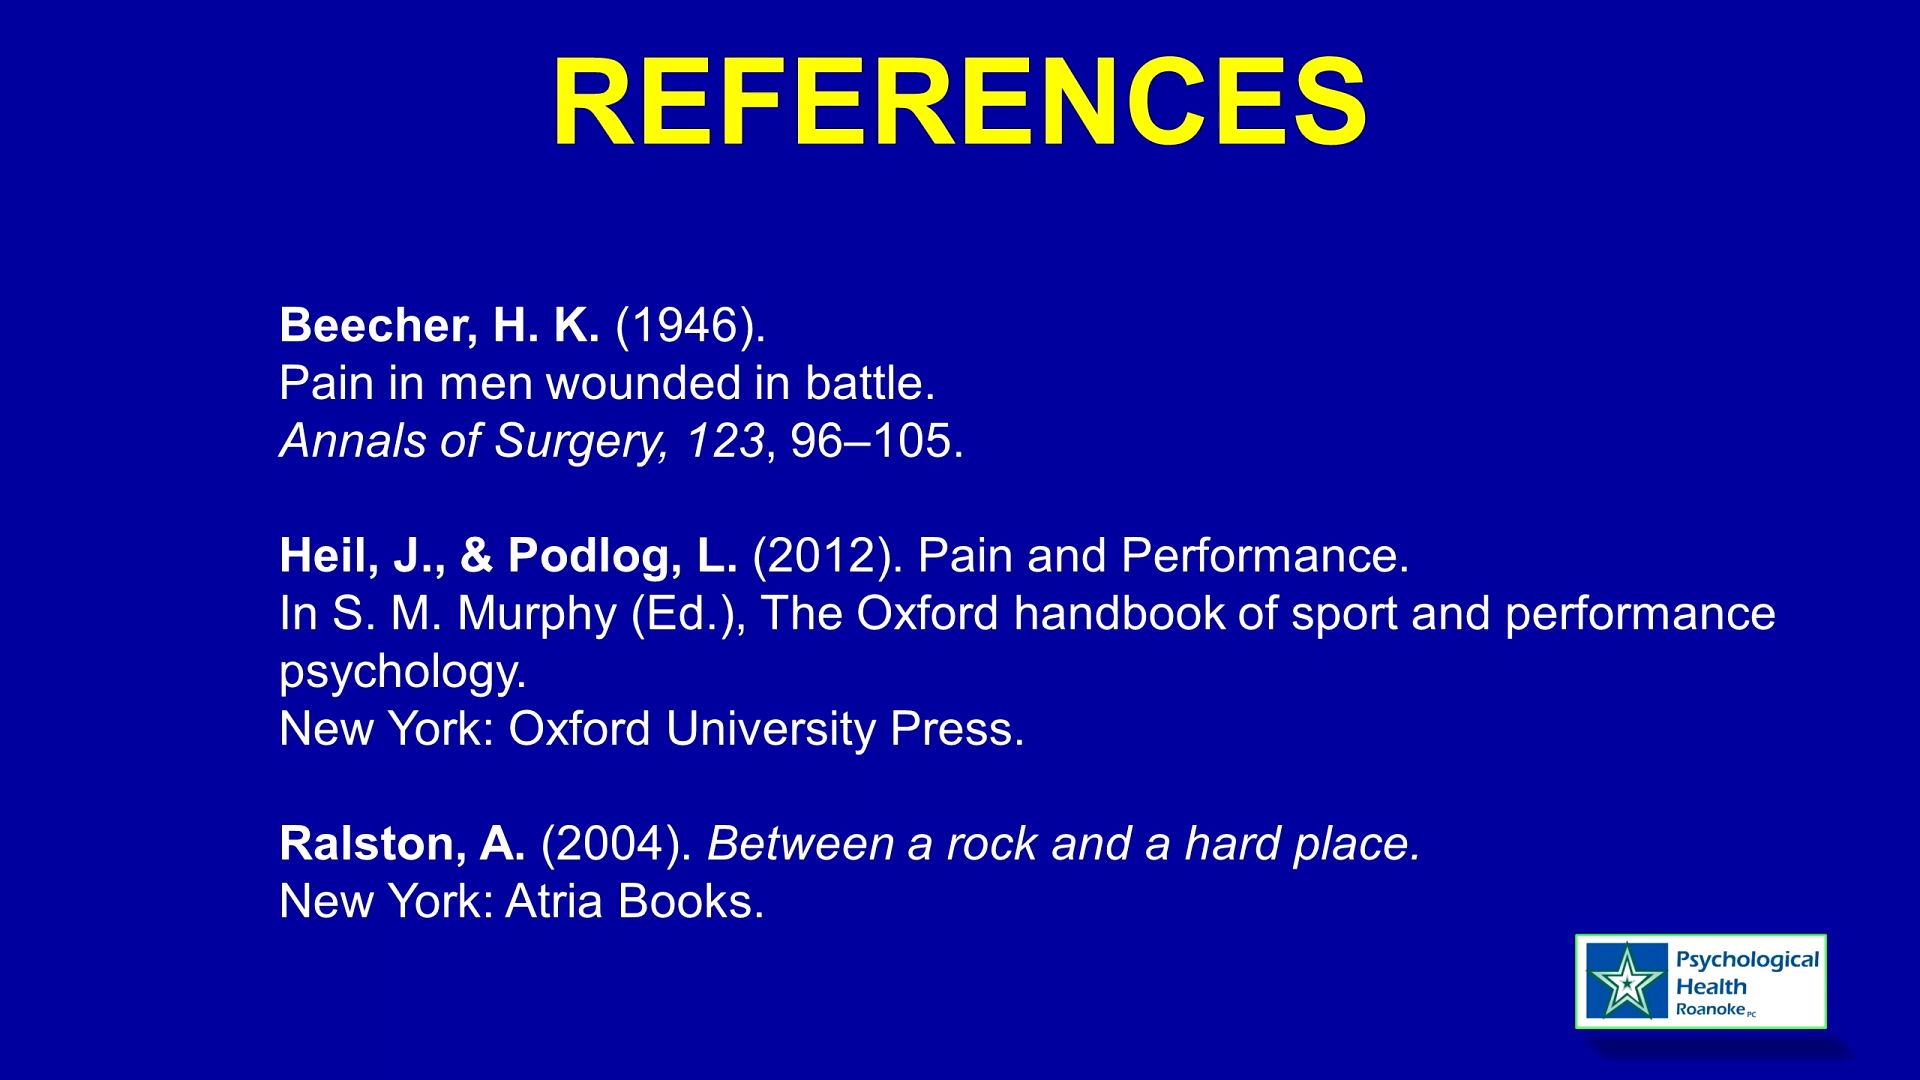 REFERENCES
Beecher, H. K. (1946).
Pain in men wounded in battle.
Annals of Surgery, 123, 96–105.
Heil, J., & Podlog, L. (2012). Pain and Performance.
In S. M. Murphy (Ed.), The Oxford handbook of sport and performance
psychology.
New York: Oxford University Press.
Ralston, A. (2004). Between a rock and a hard place.
New York: Atria Books.
Psychological
Health
Roanoke PC